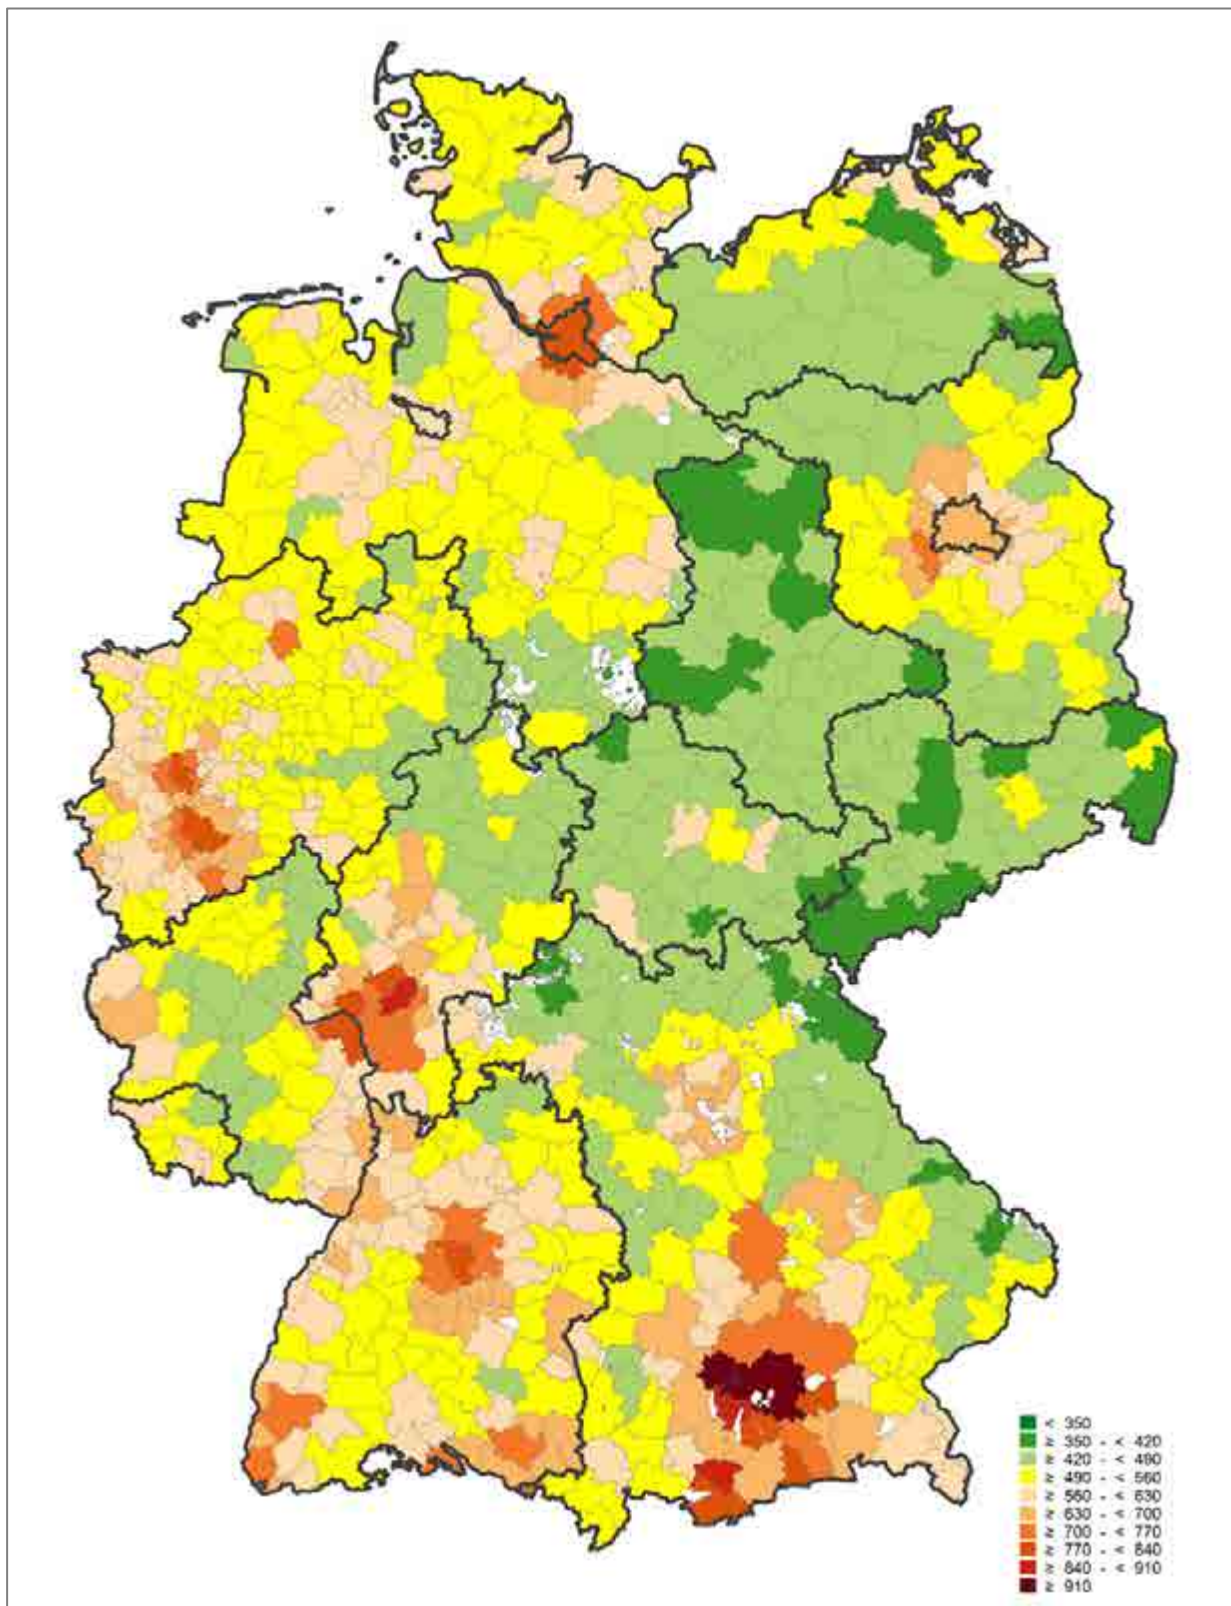 < 350
≥ 350 - < 420
≥ 420 - < 490
≥ 490 - < 560
≥ 560 - < 630
≥ 630 - < 700
≥ 700 - < 770
≥ 770 - < 840
≥ 840 - < 910
≥ 910